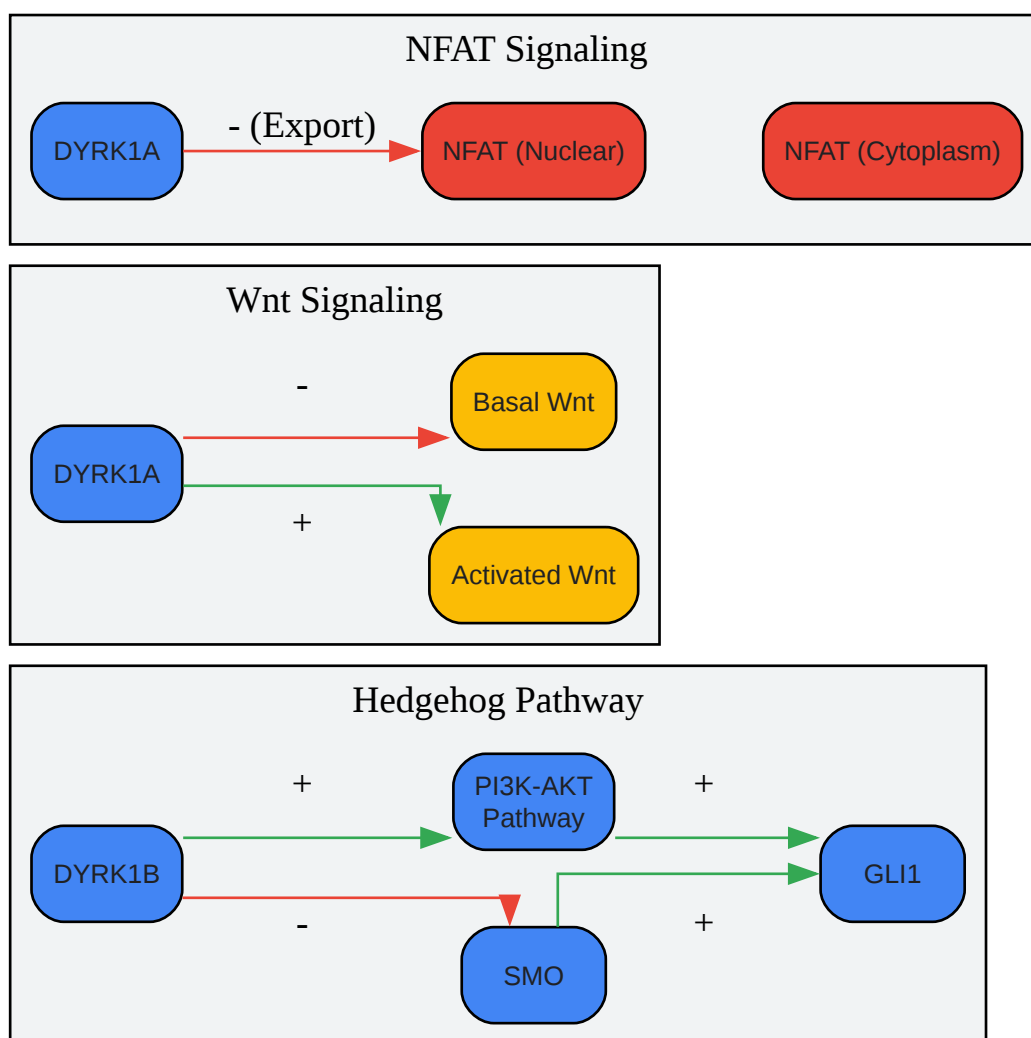 NFAT Signaling
- (Export)
DYRK1A
NFAT (Nuclear)
NFAT (Cytoplasm)
Wnt Signaling
-
Basal Wnt
DYRK1A
+
Activated Wnt
Hedgehog Pathway
+
PI3K-AKT
Pathway
+
DYRK1B
GLI1
-
+
SMO